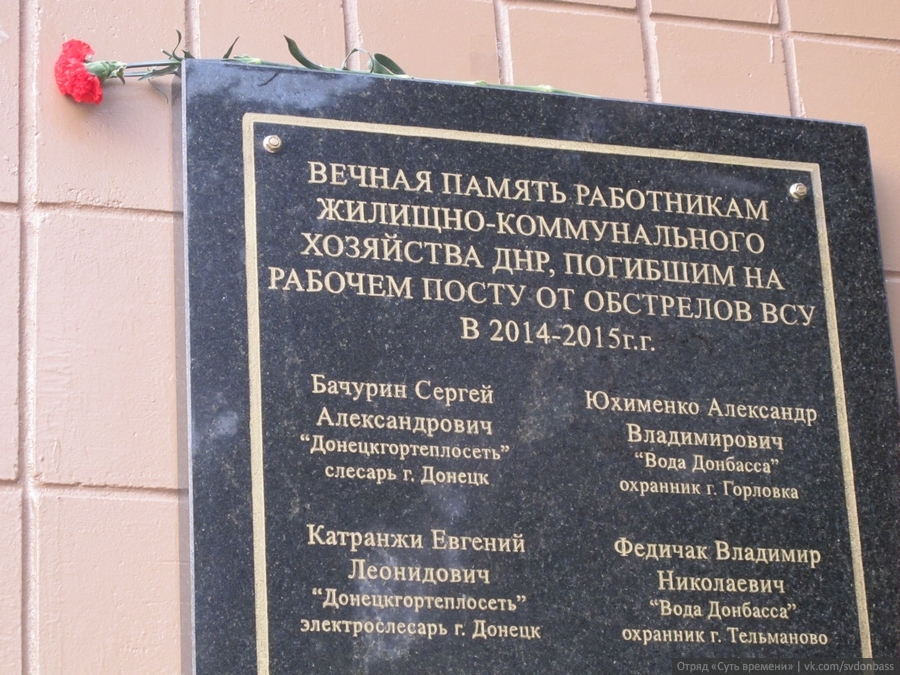 ВЕЧНАЯ ПАМЯТЬ РАБОТНИКАМ
ЖИЛИЩНО-КОММУНАЛЬНОГО
ХОЗЯЙСТВА ДНР, ПОГИБШИМ НА
РАБОЧЕМ ПОСТУ ОТ ОБСТРЕЛОВ ВСУ
В 2014-2015г.г.
Бачурин Сергей
Александрович
“Донецкгортеплосеть”
слесарь г. Донецк
Юхименко Александр
Владимирович
“Вода Донбасса”
охранник г. Горловка
Катранжи Евгений
Леонидович
“Донецкгортеплосеть”
электрослесарь г. Донецк
Федичак Владимир
Николаевич
“Вода Донбасса”
охранник г. Тельманово
Отряд «Суть времени» | vk.com/svdonbass